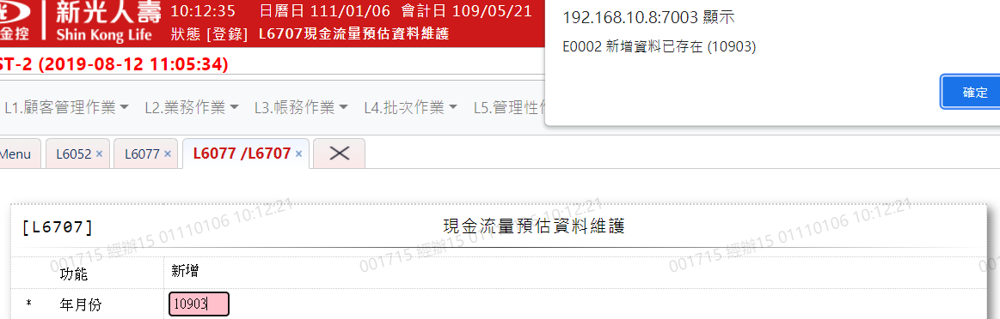 新光人壽
金控
Shin Kong Life
10:12:35 日曆日 111/01/06 會計日 109/05/21
狀態 [登錄] L6707現金流量預估資料維護
192.168.10.8:7003 顯示
E0002 新增資料已存在 (10903)
確定
ST-2 (2019-08-12 11:05:34)
L1.顧客管理作業 L2.業務作業 L3.帳務作業 L4.批次作業 L5.管理性
Menu L6052 × L6077 × L6077 /L6707 ×
[L6707] 現金流量預估資料維護
001715 經辦15 01110106 10:12:21
001715 經辦15 01110106 10:12:21
001715 經辦15 01110106 10:12:21
功能 新增
* 年月份 10903